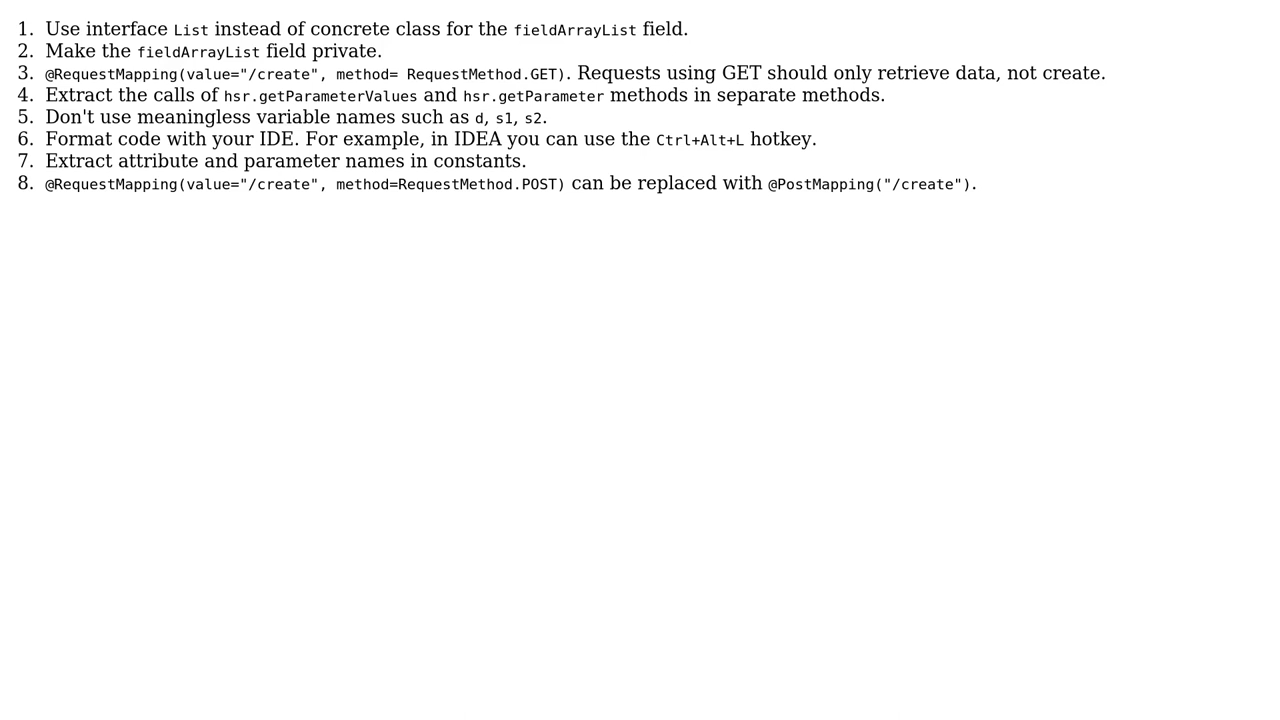 1. Use interface List instead of concrete class for the fieldArrayList field.
2. Make the fieldArrayList field private.
3. @RequestMapping(value="/create", method= RequestMethod.GET). Requests using GET should only retrieve data, not create.
4. Extract the calls of hsr.getParameterValues and hsr.getParameter methods in separate methods.
5. Don't use meaningless variable names such as d, s1, s2.
6. Format code with your IDE. For example, in IDEA you can use the Ctrl+Alt+L hotkey.
7. Extract attribute and parameter names in constants.
8. @RequestMapping(value="/create", method=RequestMethod.POST) can be replaced with @PostMapping("/create").